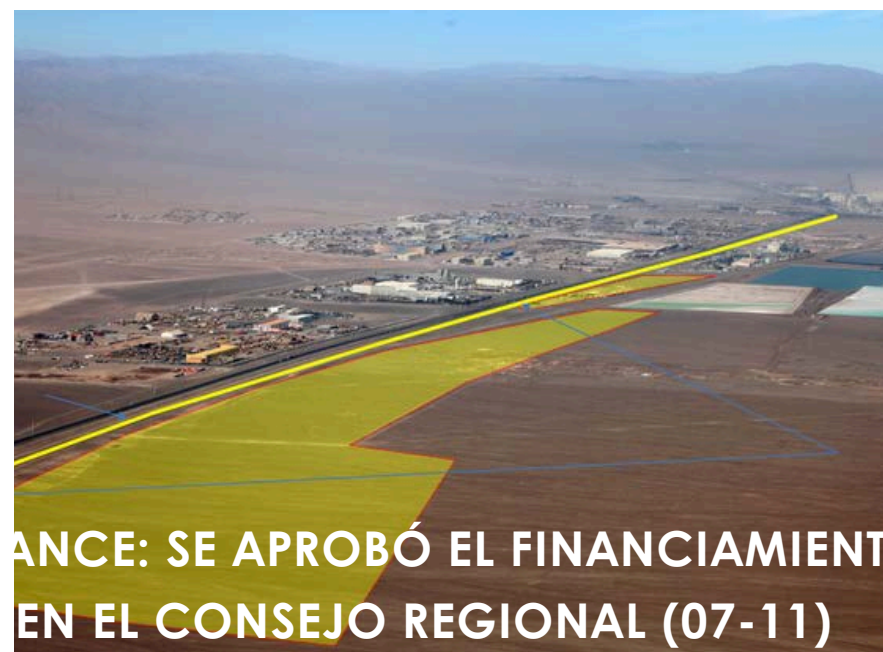 ANCE: SE APROBÓ EL FINANCIAMIENT
EN EL CONSEJO REGIONAL (07-11)